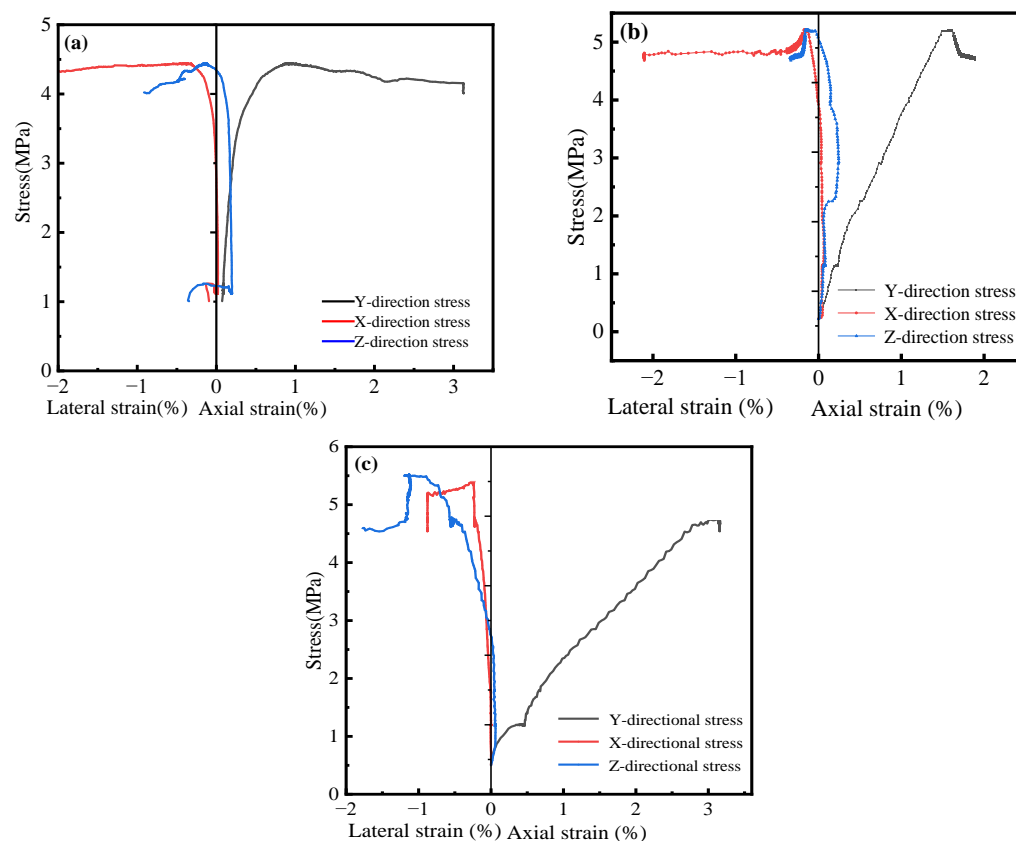 (a)
5
4
3
2
1
0
Stress(MPa)
Y-direction stress
X-direction stress
Z-direction stress
−2 −1 0 1 2 3
Lateral strain(%) Axial strain(%)
(b)
5
4
3
2
1
0
Stress(MPa)
Y-direction stress
X-direction stress
Z-direction stress
−2 −1 0 1 2
Lateral strain (%) Axial strain (%)
(c)
6
5
4
3
2
1
0
Stress(MPa)
Y-directional stress
X-directional stress
Z-directional stress
−2 −1 0 1 2 3
Lateral strain (%) Axial strain (%)